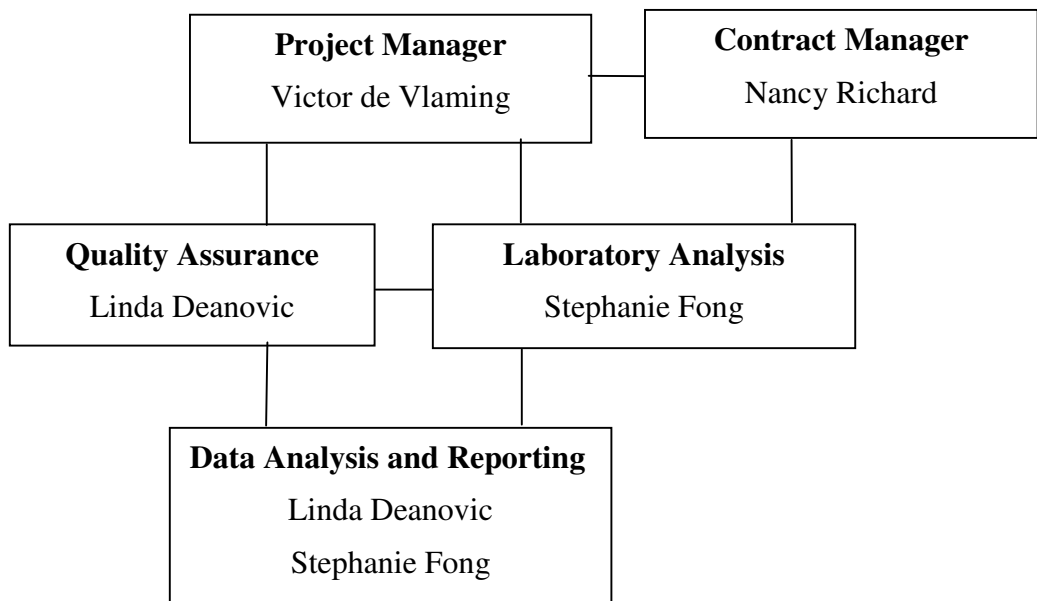 Project Manager
Victor de Vlaming
Contract Manager
Nancy Richard
Quality Assurance
Linda Deanovic
Laboratory Analysis
Stephanie Fong
Data Analysis and Reporting
Linda Deanovic
Stephanie Fong